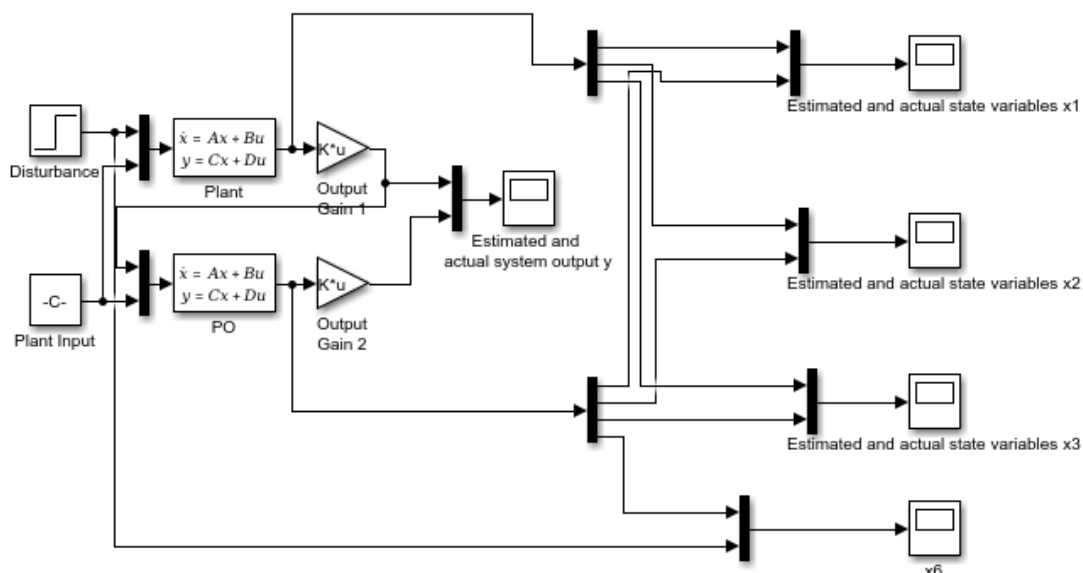 Estimated and actual state variables x1
Disturbance
ẋ = Ax + Bu
y = Cx + Du
Plant
K*u
Output
Gain 1
Estimated and
actual system output y
Estimated and actual state variables x2
-C-
Plant Input
ẋ = Ax + Bu
y = Cx + Du
PO
K*u
Output
Gain 2
Estimated and actual state variables x3
x6